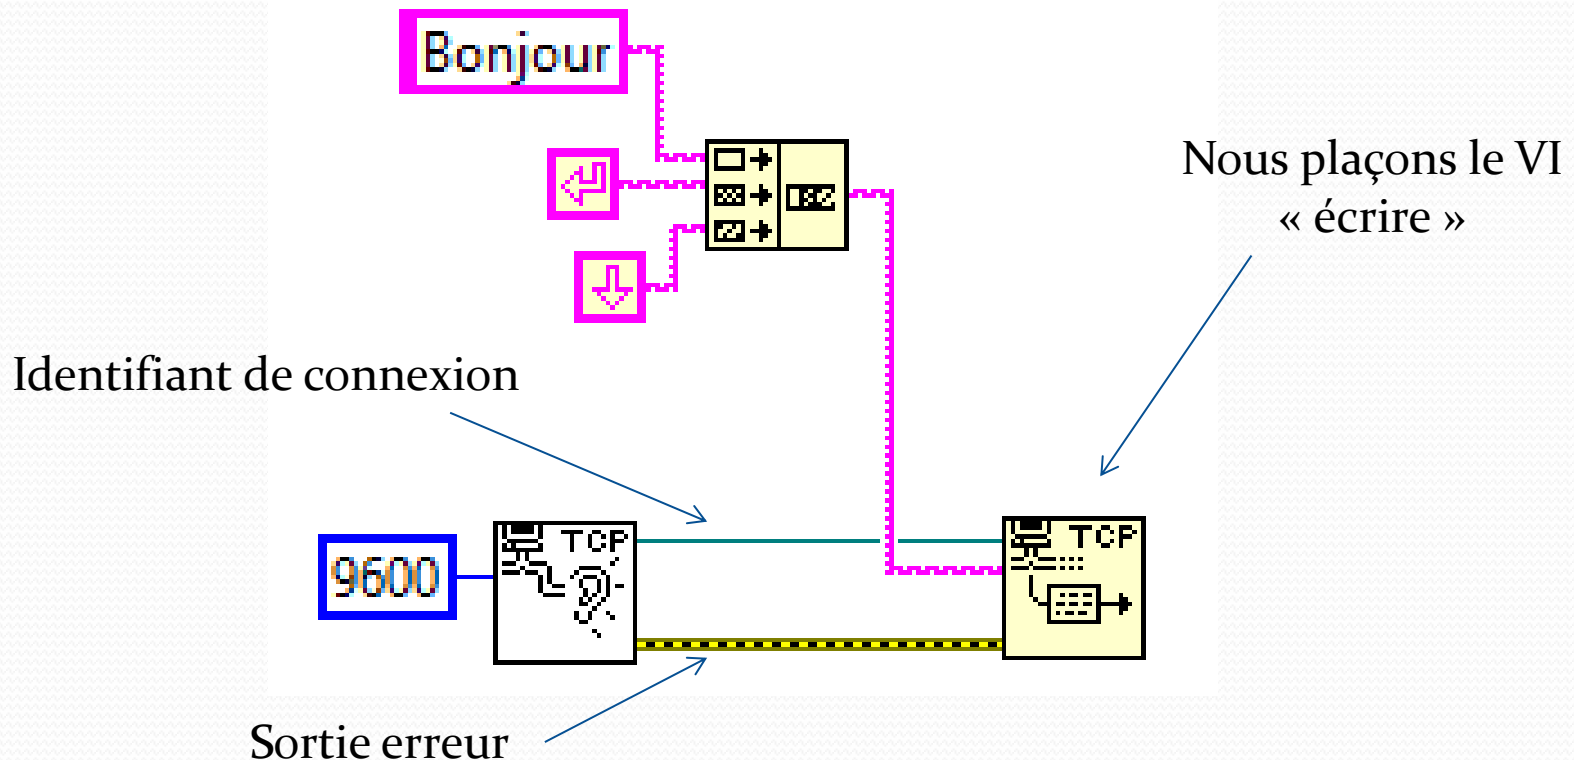 Bonjour
Nous plaçons le VI
« écrire »
Identifiant de connexion
9600
TCP
TCP
Sortie erreur